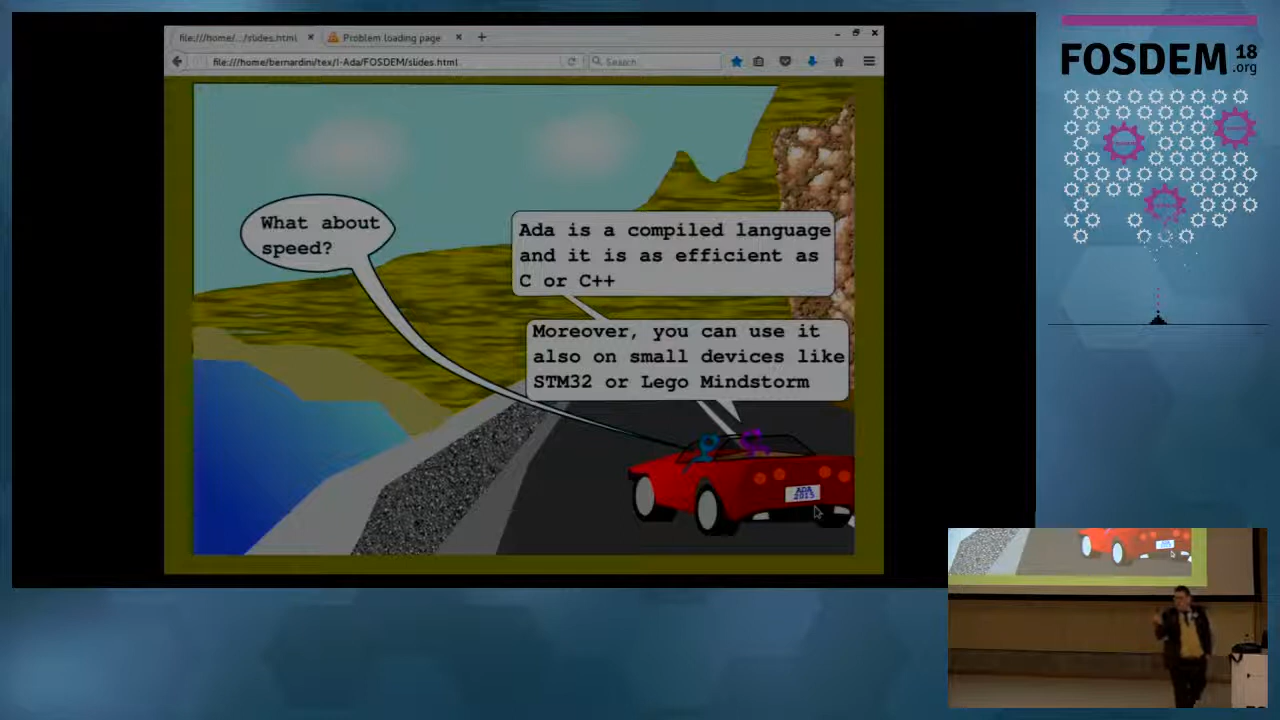 file:///home/.../slides.html
Problem loading page
file:///home/bernardini/tex/I-Ada/FOSDEM/slides.html
Search
What about
speed?
Ada is a compiled language
and it is as efficient as
C or C++
Moreover, you can use it
also on small devices like
STM32 or Lego Mindstorm
ADA
2015
FOSDEM 18
.org